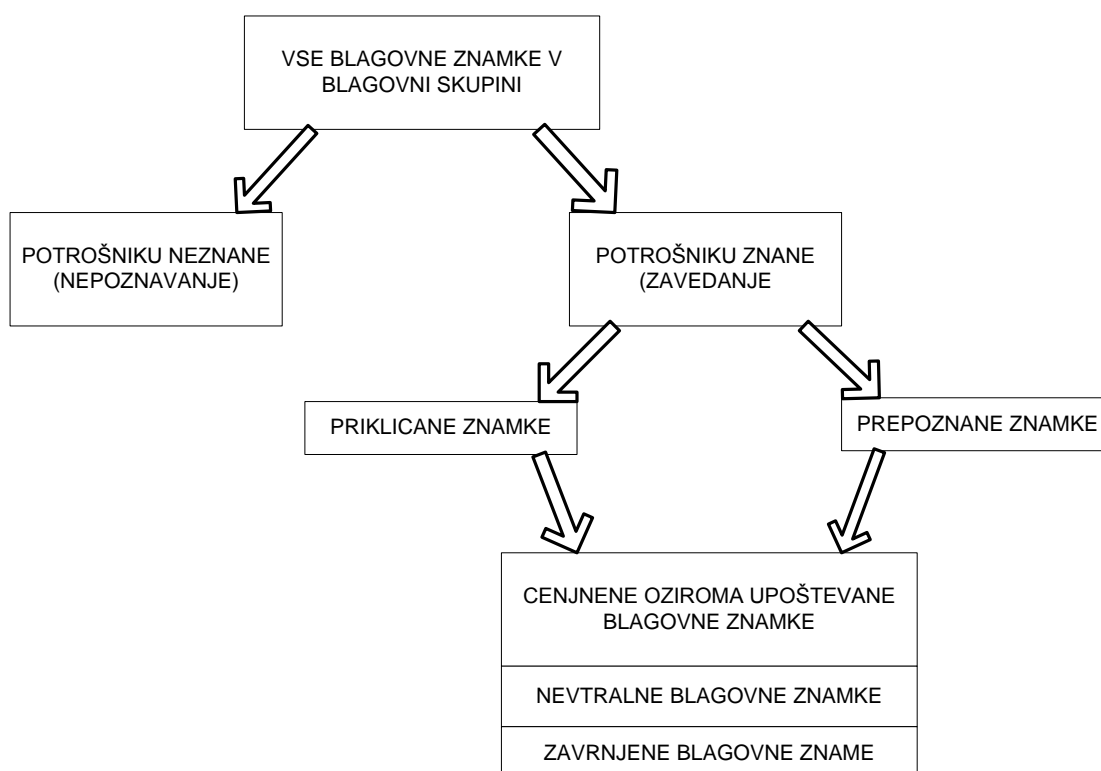 VSE BLAGOVNE ZNAMKE V
BLAGOVNI SKUPINI
POTROŠNIKU NEZNANE
(NEPOZNAVANJE)
POTROŠNIKU ZNANE
(ZAVEDANJE
PRIKLICANE ZNAMKE
PREPOZNANE ZNAMKE
CENJNENE OZIROMA UPOŠTEVANE
BLAGOVNE ZNAMKE
NEVTRALNE BLAGOVNE ZNAMKE
ZAVRNJENE BLAGOVNE ZNAME